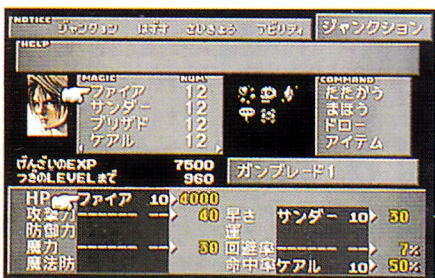 NOTICE
ジャンクション はずす さいきょう アビリティ
ジャンクション
HELP
MAGIC NUM.
ファイア 12
サンダー 12
ブリザド 12
ケアル 12
COMMAND
たたかう
まほう
ドロー
アイテム
げんざいのEXP 7500
つぎのLEVELまで 960
ガンブレード1
HP ファイア 10 4000
攻撃力 ------ -- 40
防御力
魔力 ------ -- 30
魔法防
早さ サンダー 10 30
運
回避率 ------ -- 7%
命中率 ケアル 10 50%